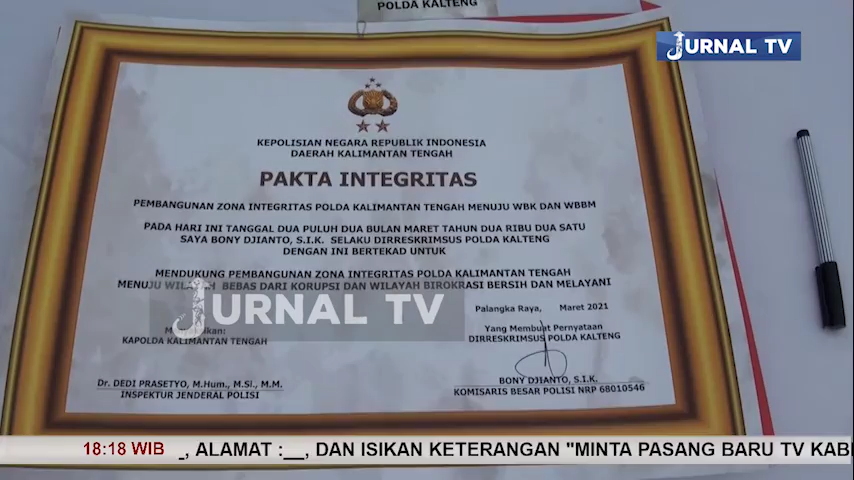 POLDA KALTENG
JURNAL TV
KEPOLISIAN NEGARA REPUBLIK INDONESIA
DAERAH KALIMANTAN TENGAH
PAKTA INTEGRITAS
PEMBANGUNAN ZONA INTEGRITAS POLDA KALIMANTAN TENGAH MENUJU WBK DAN WBBM
PADA HARI INI TANGGAL DUA PULUH DUA BULAN MARET TAHUN DUA RIBU DUA SATU
SAYA BONY DJIANTO, S.I.K. SELAKU DIRRESKRIMSUS POLDA KALTENG
DENGAN INI BERTEKAD UNTUK
MENDUKUNG PEMBANGUNAN ZONA INTEGRITAS POLDA KALIMANTAN TENGAH
MENUJU WILAYAH BEBAS DARI KORUPSI DAN WILAYAH BIROKRASI BERSIH DAN MELAYANI
JURNAL TV
Palangka Raya, Maret 2021
KAPOLDA KALIMANTAN TENGAH
Yang Membuat Pernyataan
DIRRESKRIMSUS POLDA KALTENG
Dr. DEDI PRASETYO, M.Hum., M.Si., M.M.
INSPEKTUR JENDERAL POLISI
BONY DJIANTO, S.I.K.
KOMISARIS BESAR POLISI NRP 68010546
18:18 WIB _, ALAMAT :__, DAN ISIKAN KETERANGAN "MINTA PASANG BARU TV KAB